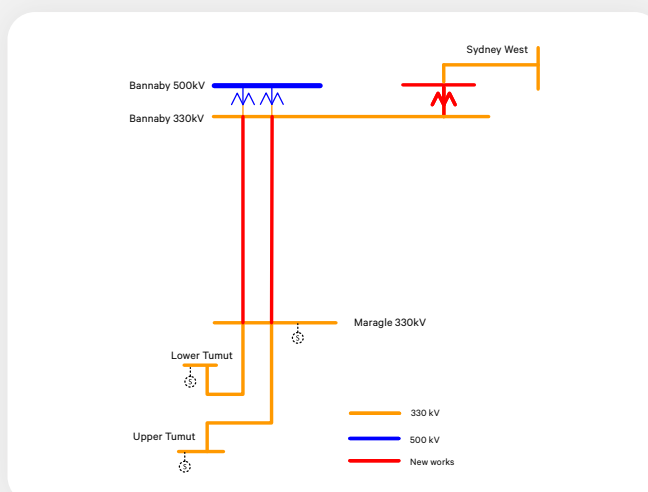 Sydney West
Bannaby 500kV
Bannaby 330kV
Maragle 330kV
S
Lower Tumut
S
Upper Tumut
S
330 kV
500 kV
New works